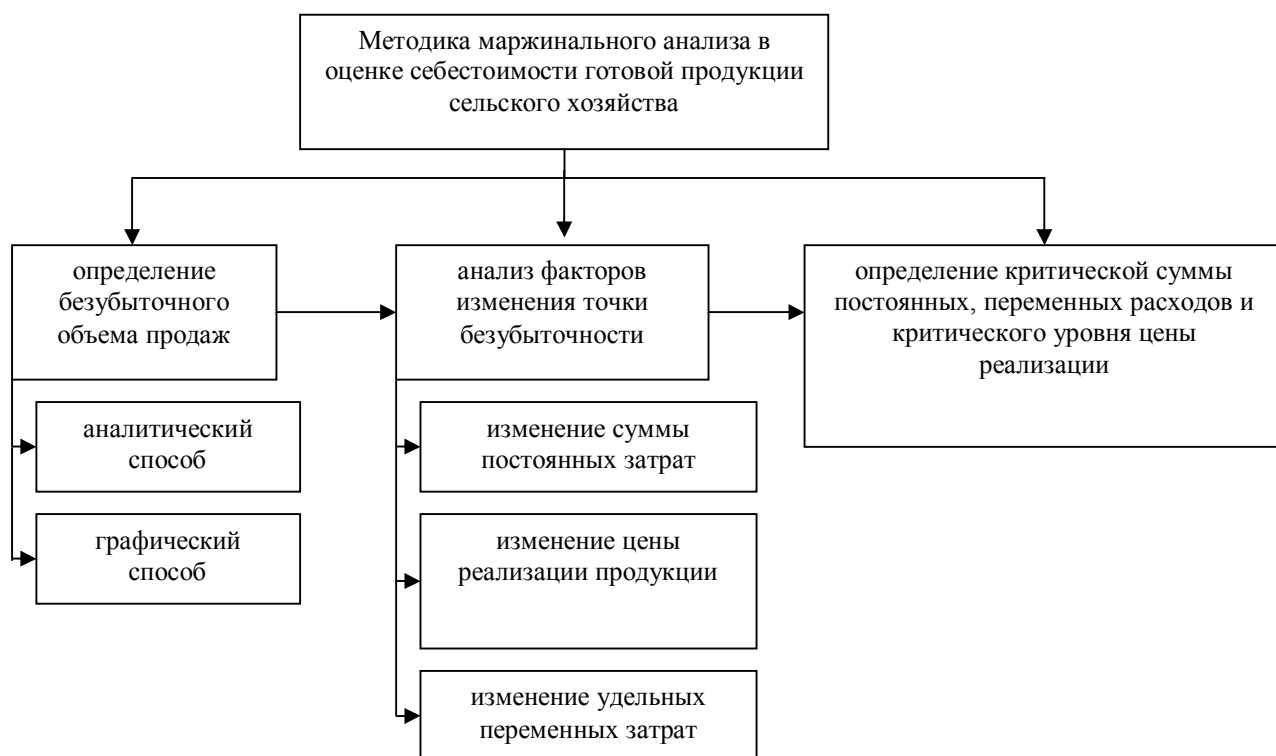 Методика маржинального анализа в
оценке себестоимости готовой продукции
сельского хозяйства
определение
безубыточного
объема продаж
анализ факторов
изменения точки
безубыточности
определение критической суммы
постоянных, переменных расходов и
критического уровня цены
реализации
аналитический
способ
графический
способ
изменение суммы
постоянных затрат
изменение цены
реализации продукции
изменение удельных
переменных затрат